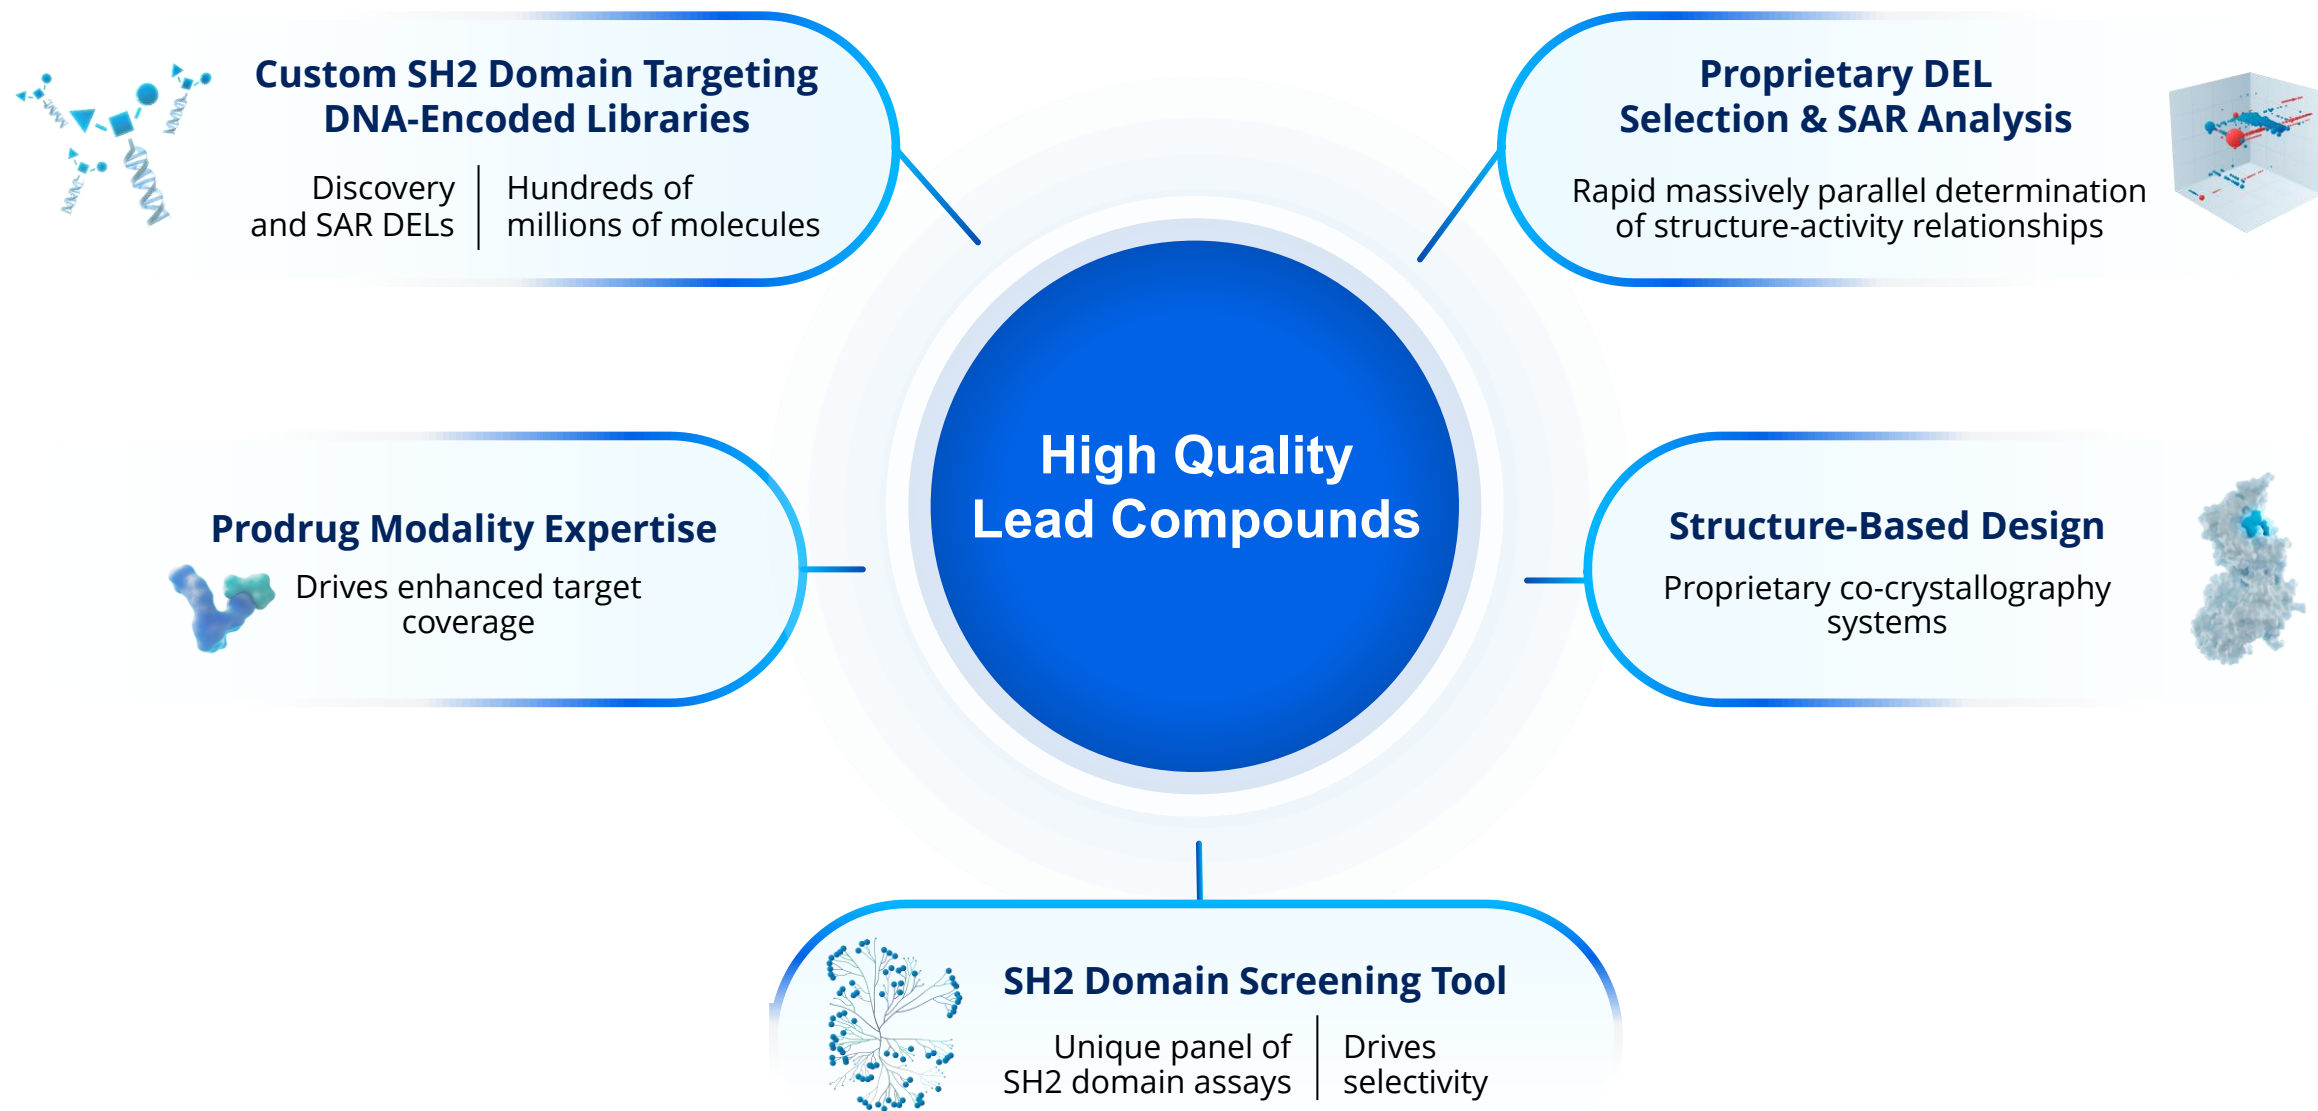 Custom SH2 Domain Targeting
DNA-Encoded Libraries
Discovery
and SAR DELs
Hundreds of
millions of molecules
Proprietary DEL
Selection & SAR Analysis
Rapid massively parallel determination
of structure-activity relationships
High Quality
Lead Compounds
Prodrug Modality Expertise
Drives enhanced target
coverage
Structure-Based Design
Proprietary co-crystallography
systems
SH2 Domain Screening Tool
Unique panel of
SH2 domain assays
Drives
selectivity